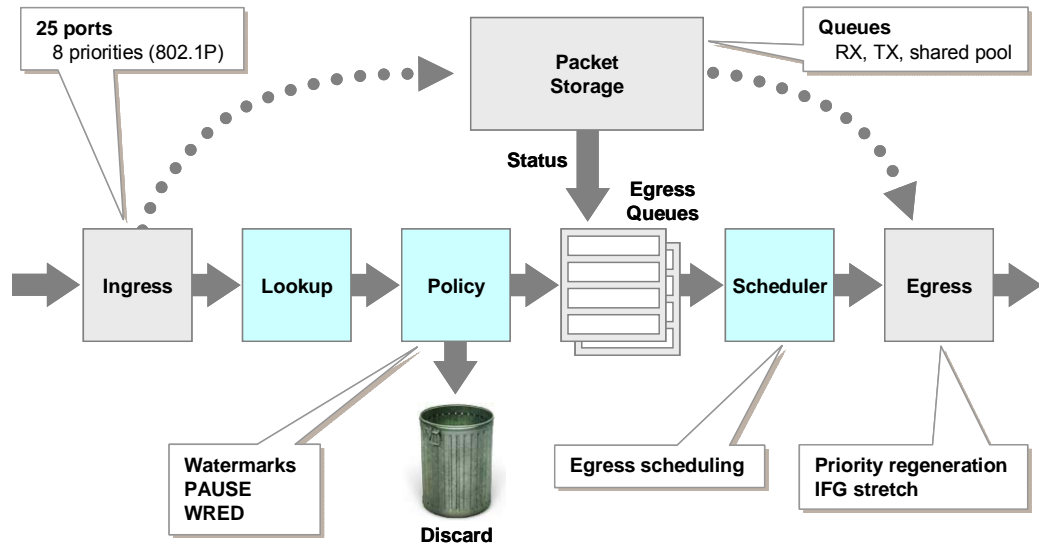 25 ports
8 priorities (802.1P)
Packet
Storage
Queues
RX, TX, shared pool
Status
Egress
Queues
Ingress
Lookup
Policy
Scheduler
Egress
Watermarks
PAUSE
WRED
Discard
Egress scheduling
Priority regeneration
IFG stretch